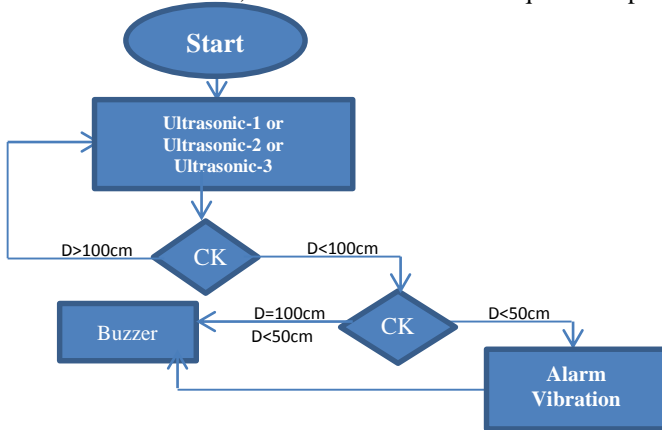 Start
Ultrasonic-1 or
Ultrasonic-2 or
Ultrasonic-3
CK
D>100cm
D<100cm
CK
D=100cm
D<50cm
D<50cm
Buzzer
Alarm
Vibration